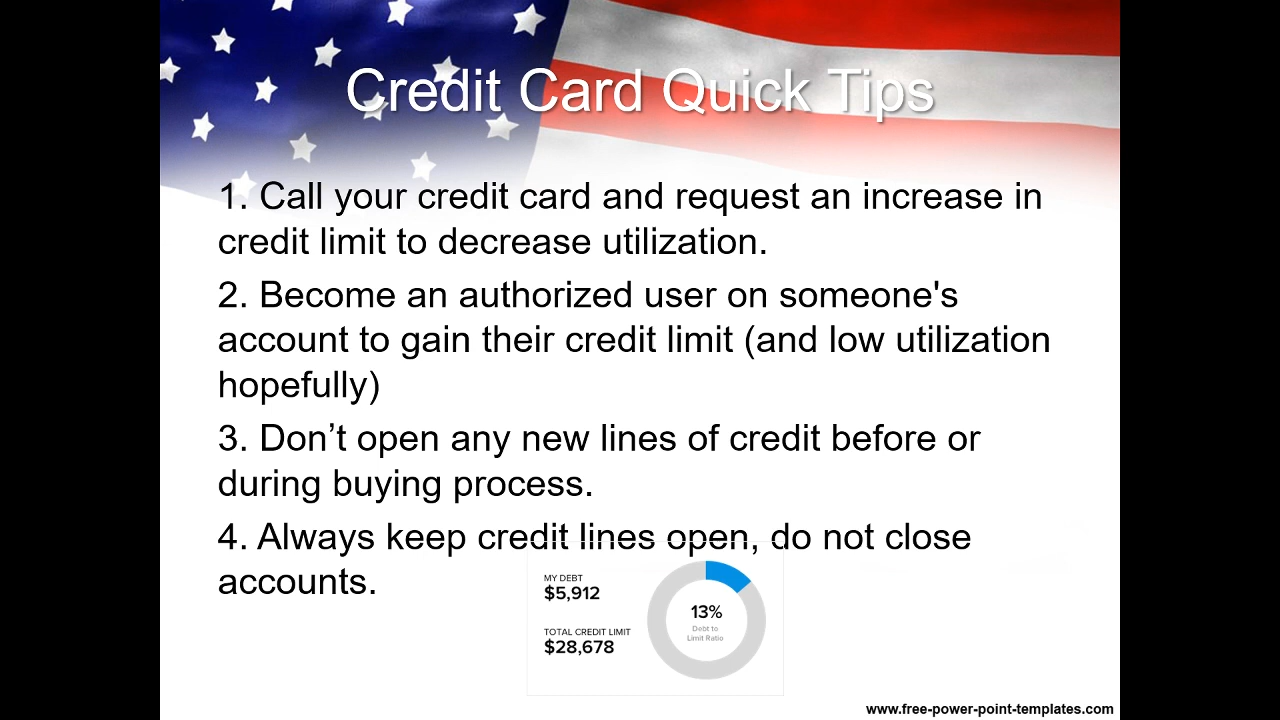 Credit Card Quick Tips
1. Call your credit card and request an increase in
credit limit to decrease utilization.
2. Become an authorized user on someone's
account to gain their credit limit (and low utilization
hopefully)
3. Don’t open any new lines of credit before or
during buying process.
4. Always keep credit lines open, do not close
accounts.
MY DEBT
$5,912
TOTAL CREDIT LIMIT
$28,678
13%
Debt to
Limit Ratio
www.free-power-point-templates.com